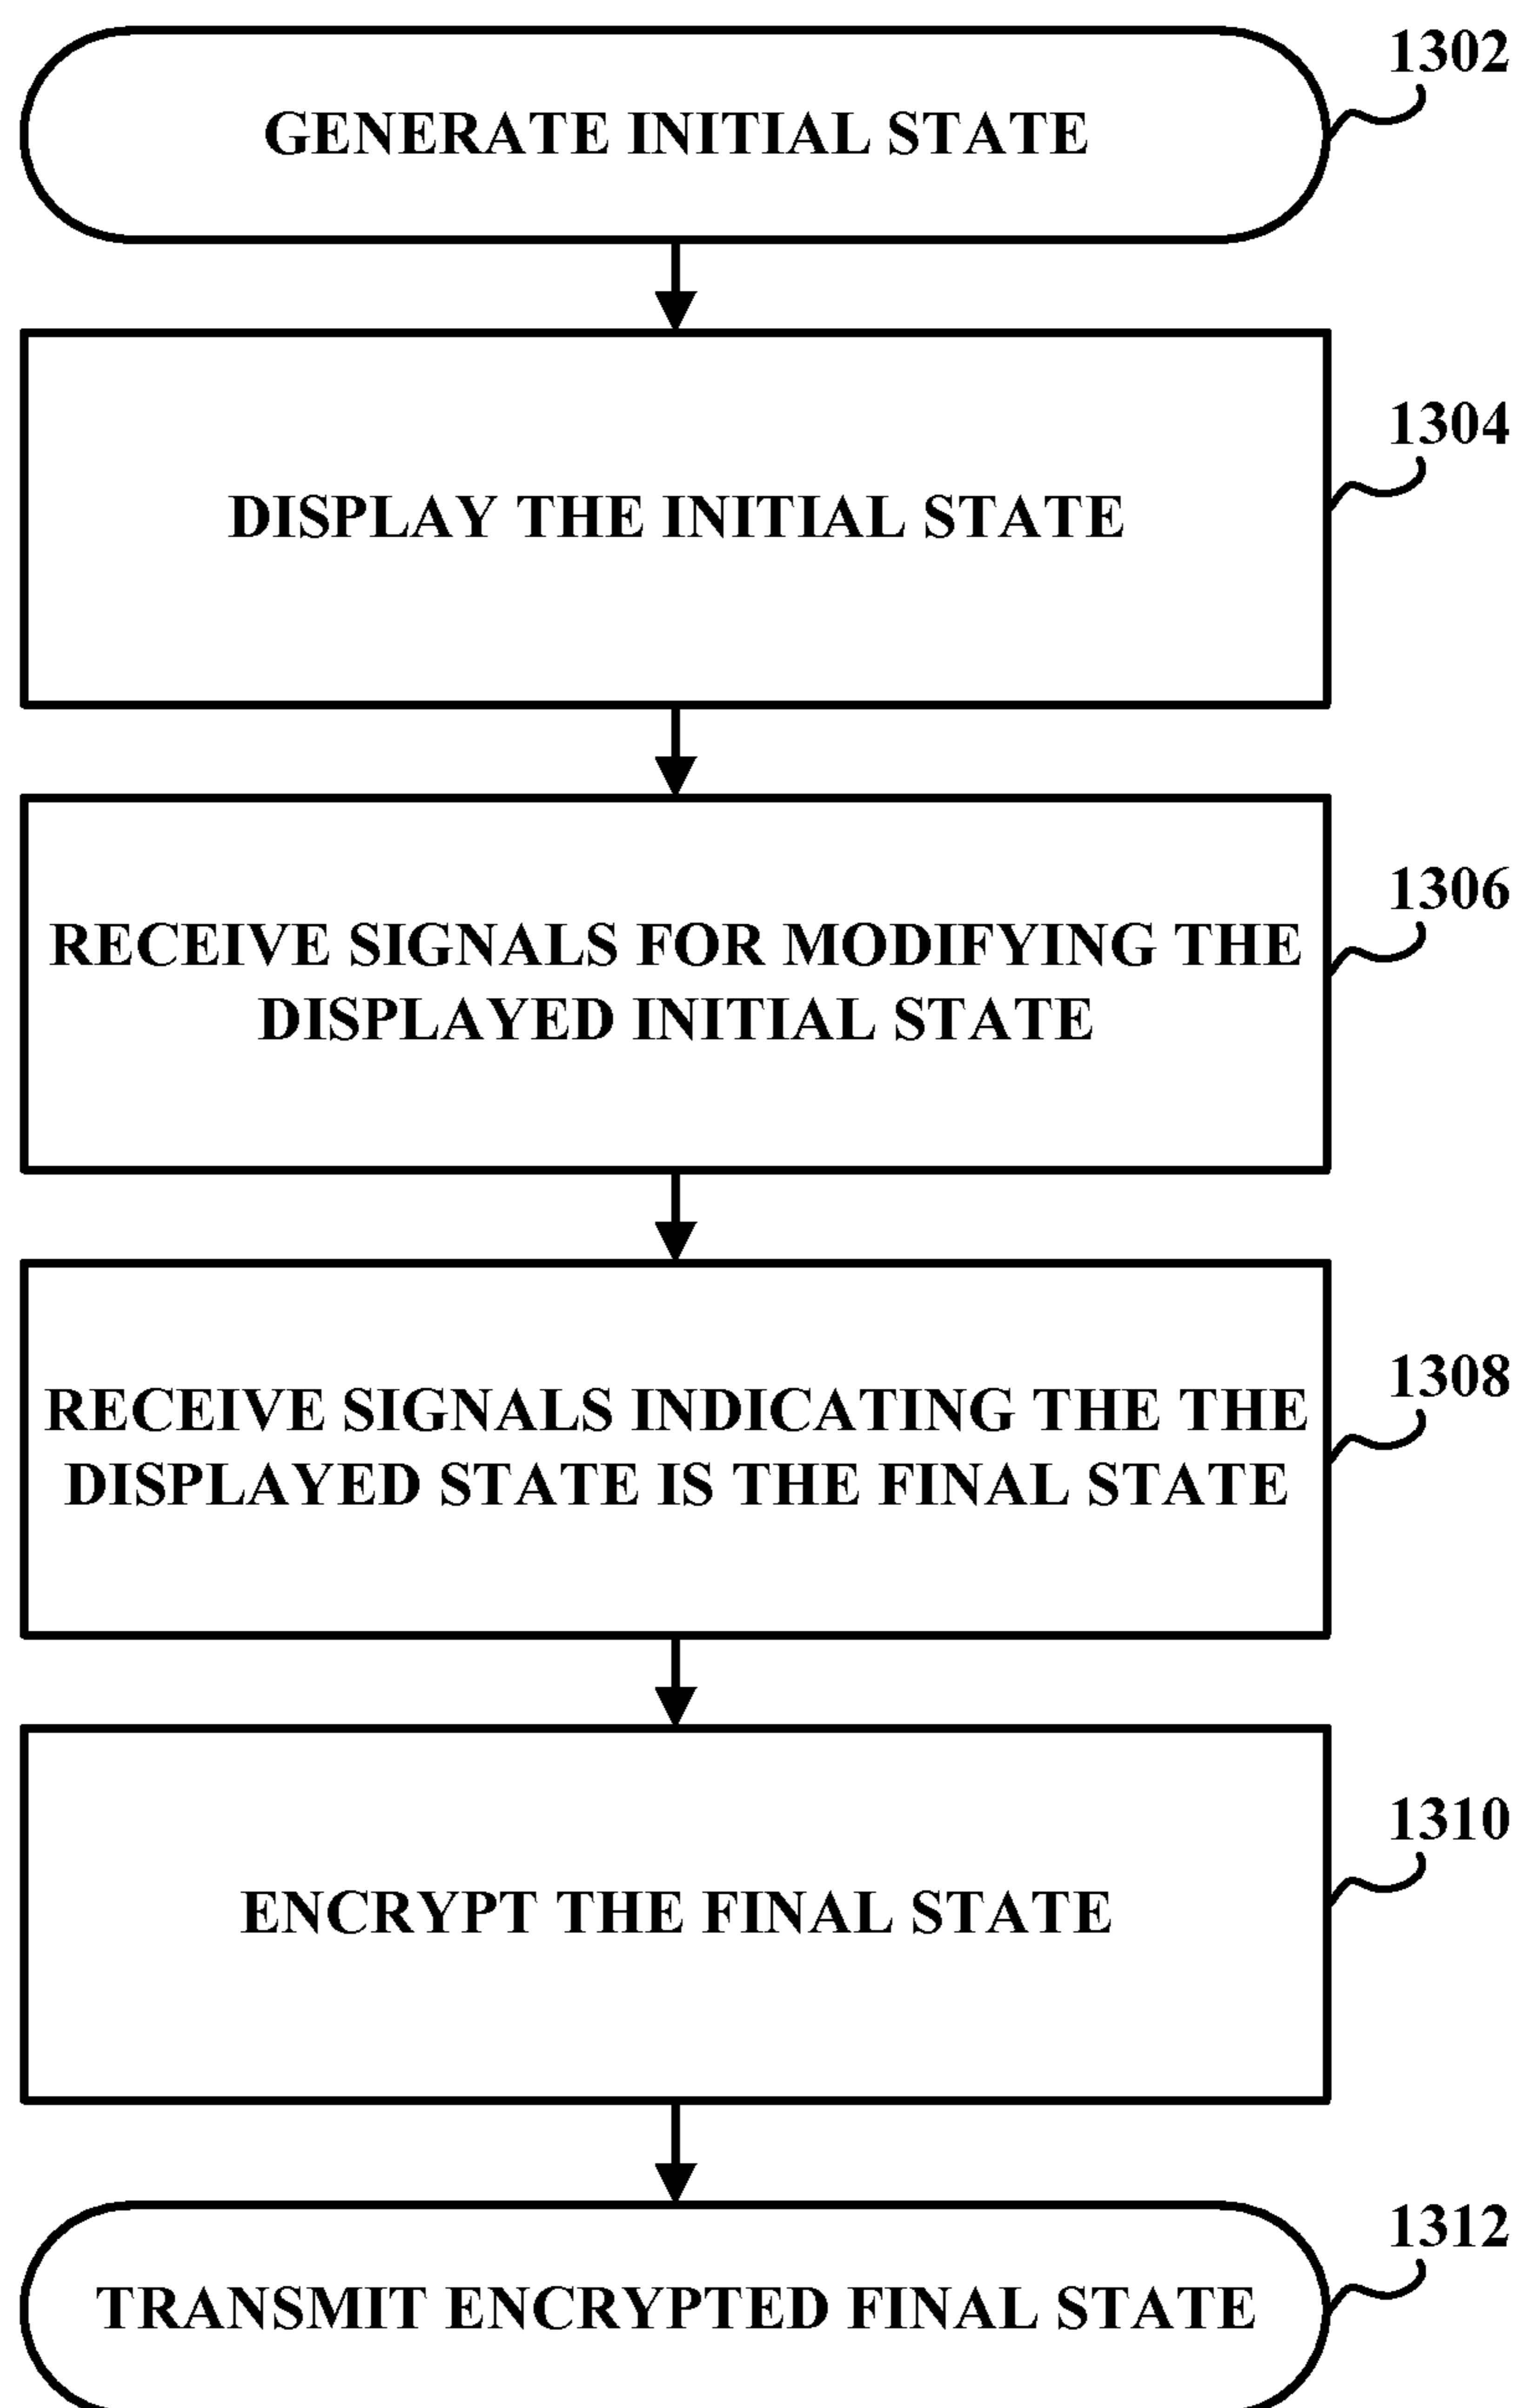 1302
GENERATE INITIAL STATE
1304
DISPLAY THE INITIAL STATE
1306
RECEIVE SIGNALS FOR MODIFYING THE
DISPLAYED INITIAL STATE
1308
RECEIVE SIGNALS INDICATING THE THE
DISPLAYED STATE IS THE FINAL STATE
1310
ENCRYPT THE FINAL STATE
1312
TRANSMIT ENCRYPTED FINAL STATE